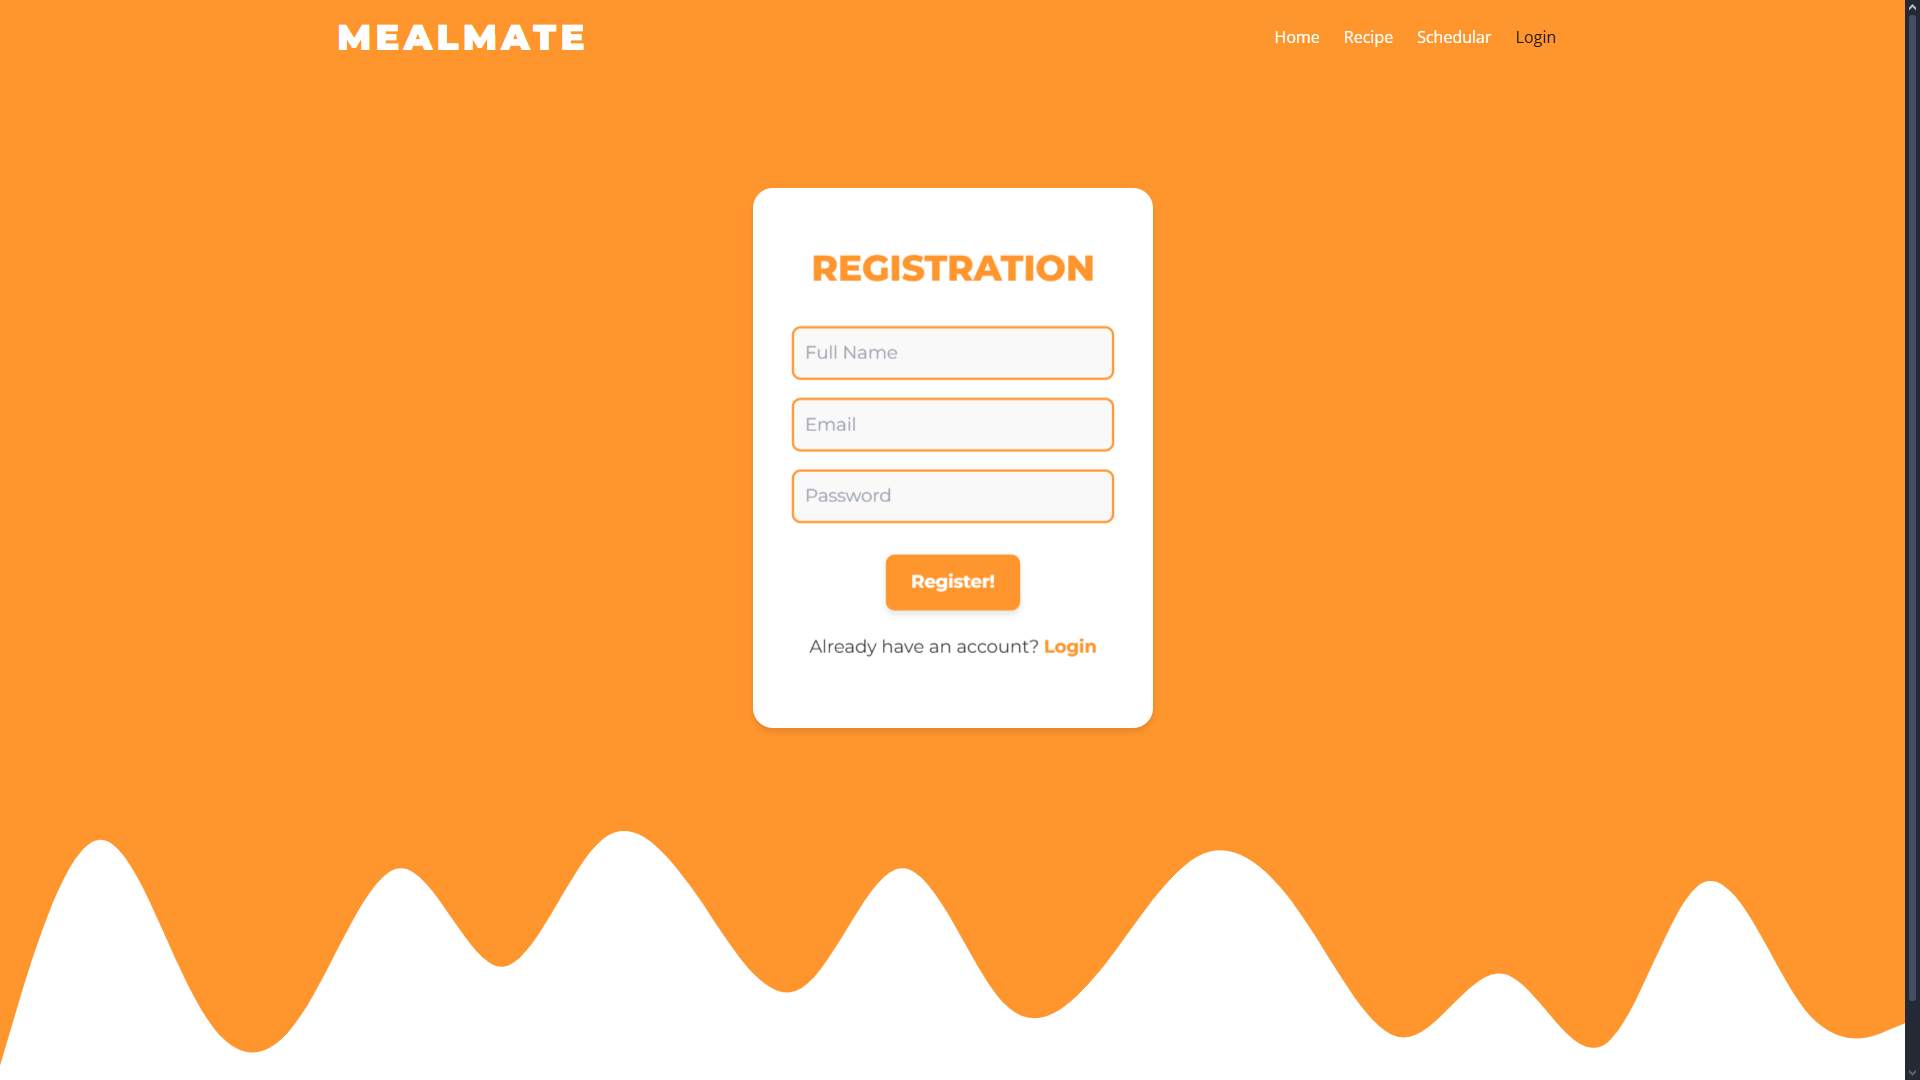 MEALMATE
Home Recipe Schedular Login
REGISTRATION
Full Name
Email
Password
Register!
Already have an account? Login